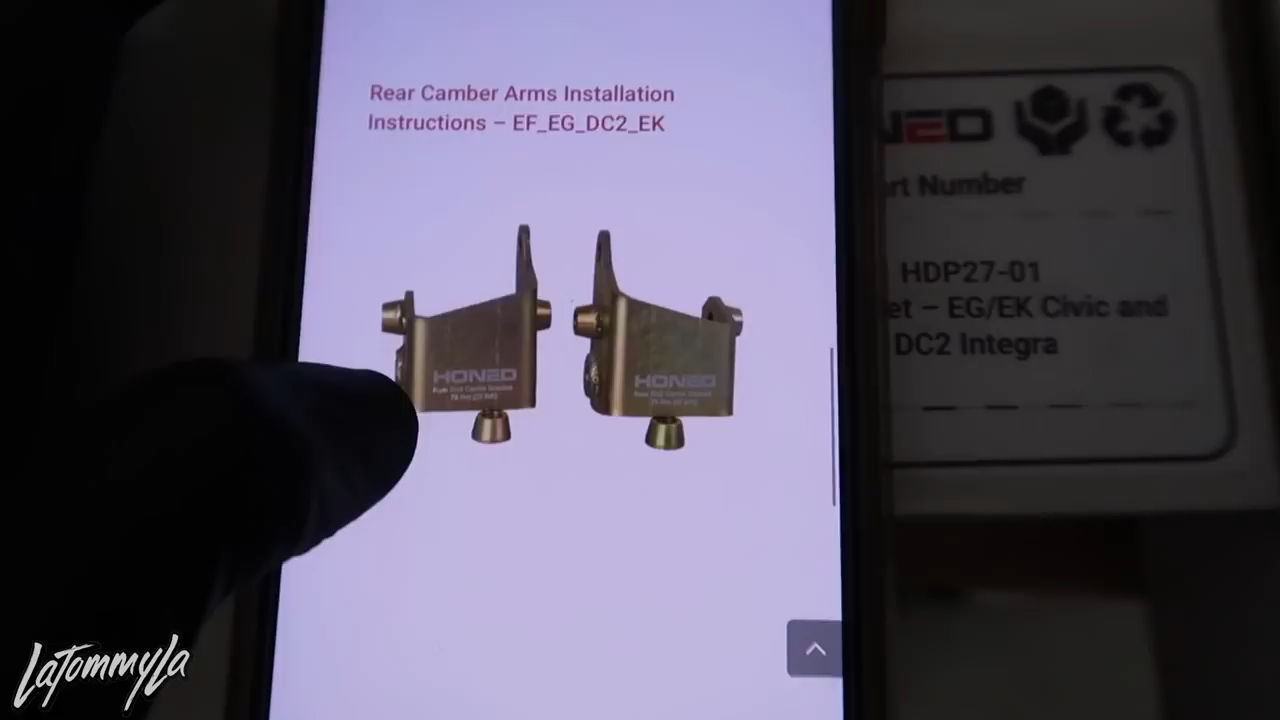 Rear Camber Arms Installation
Instructions – EF_EG_DC2_EK
HONED
HONED
NED
rt Number
HDP27-01
et – EG/EK Civic and
DC2 Integra
LaTommyLa